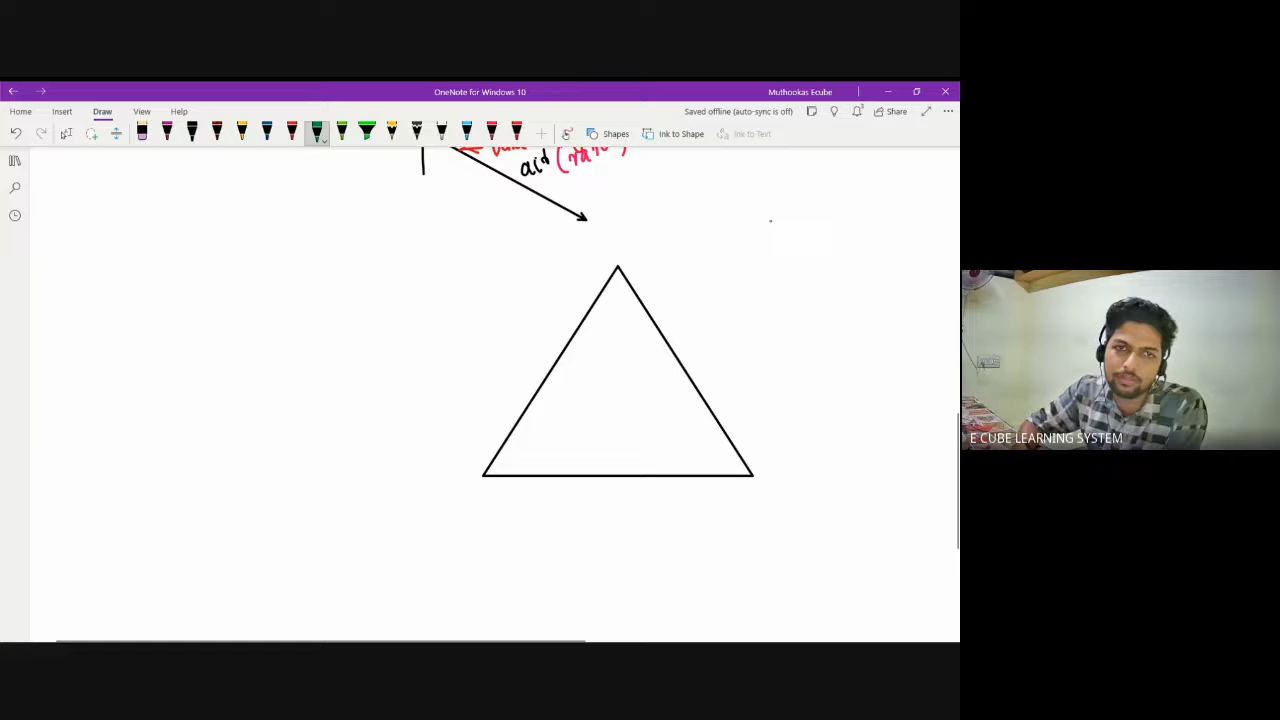 OneNote for Windows 10
Muthookas Ecube
Home Insert Draw View Help
Saved offline (auto-sync is off)
Share
Shapes
Ink to Shape
Ink to Text
E CUBE LEARNING SYSTEM